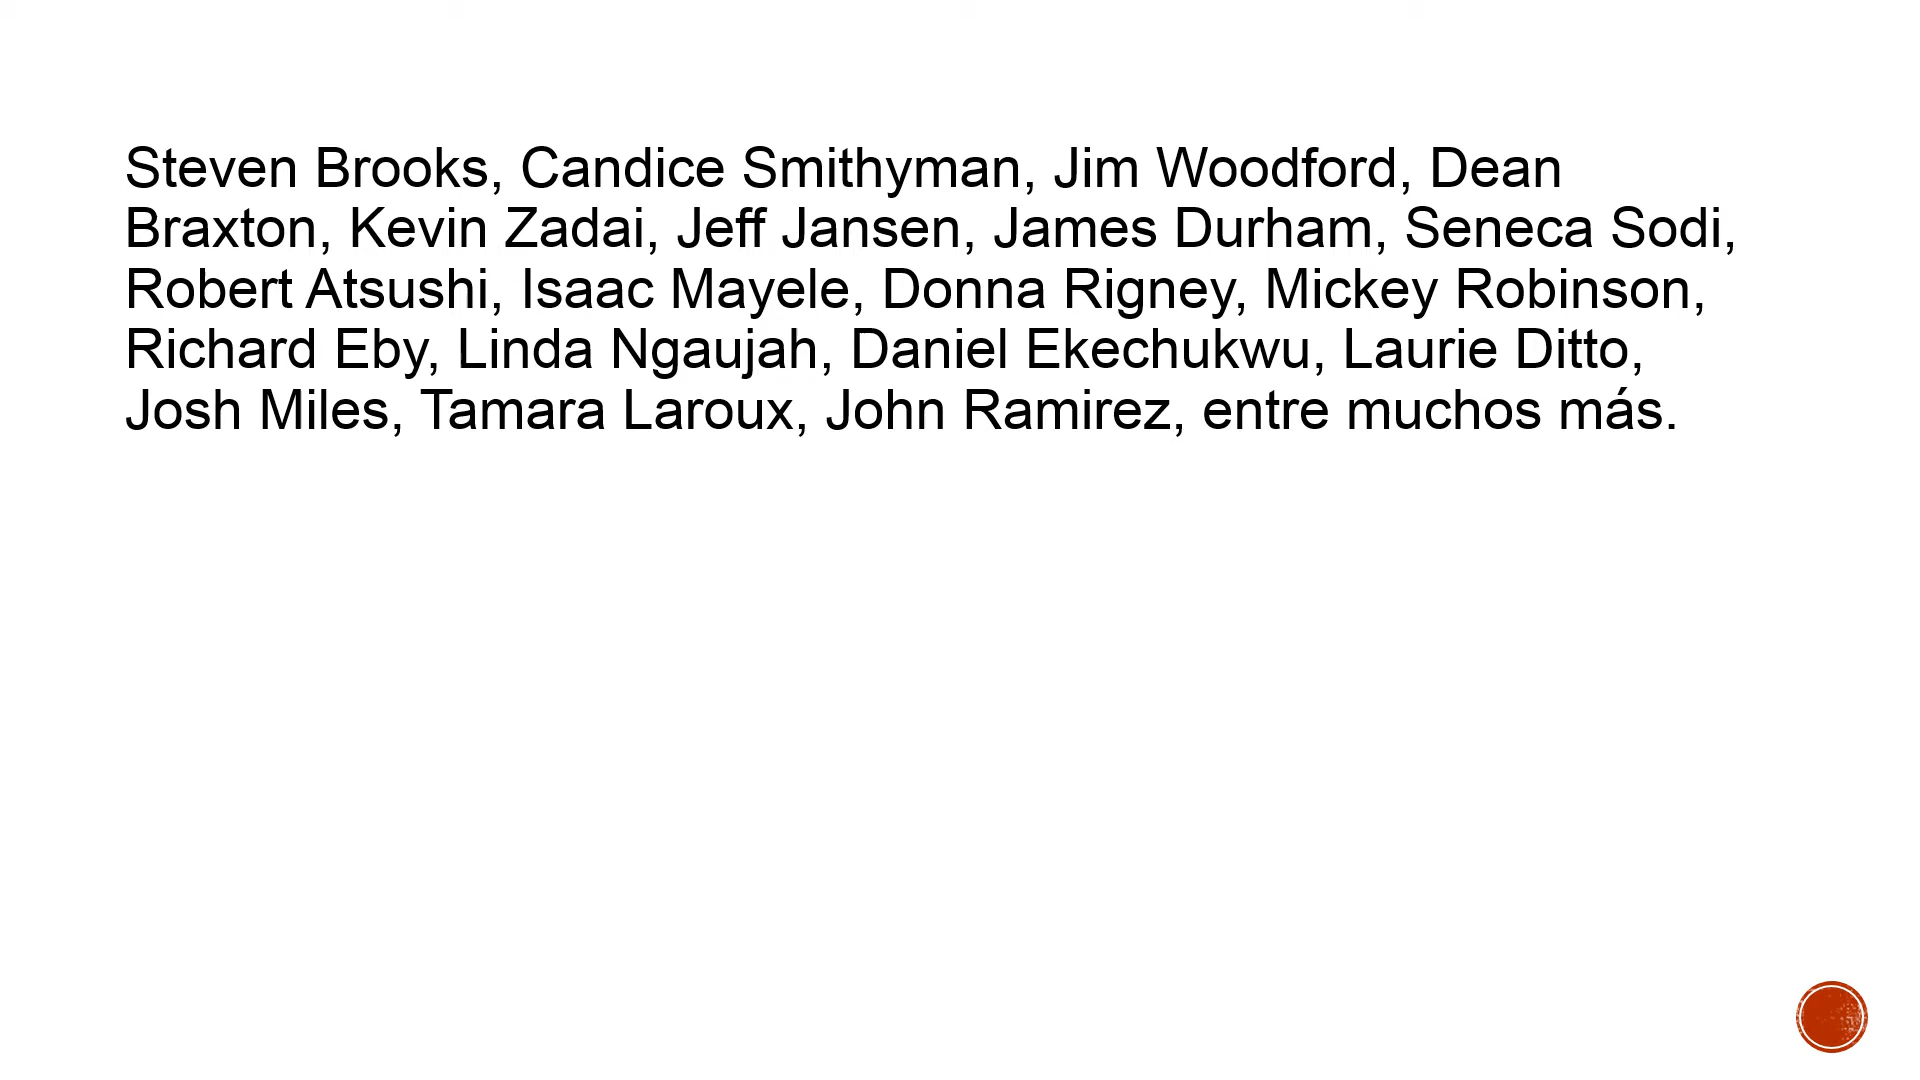 Steven Brooks, Candice Smithyman, Jim Woodford, Dean
Braxton, Kevin Zadai, Jeff Jansen, James Durham, Seneca Sodi,
Robert Atsushi, Isaac Mayele, Donna Rigney, Mickey Robinson,
Richard Eby, Linda Ngaujah, Daniel Ekechukwu, Laurie Ditto,
Josh Miles, Tamara Laroux, John Ramirez, entre muchos más.